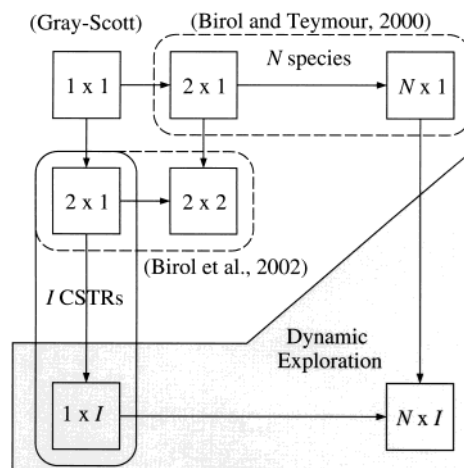 (Gray-Scott)
(Birol and Teymour, 2000)
N species
1 x 1
2 x 1
N x 1
2 x 1
2 x 2
(Birol et al., 2002)
I CSTRs
Dynamic
Exploration
1 x I
N x I